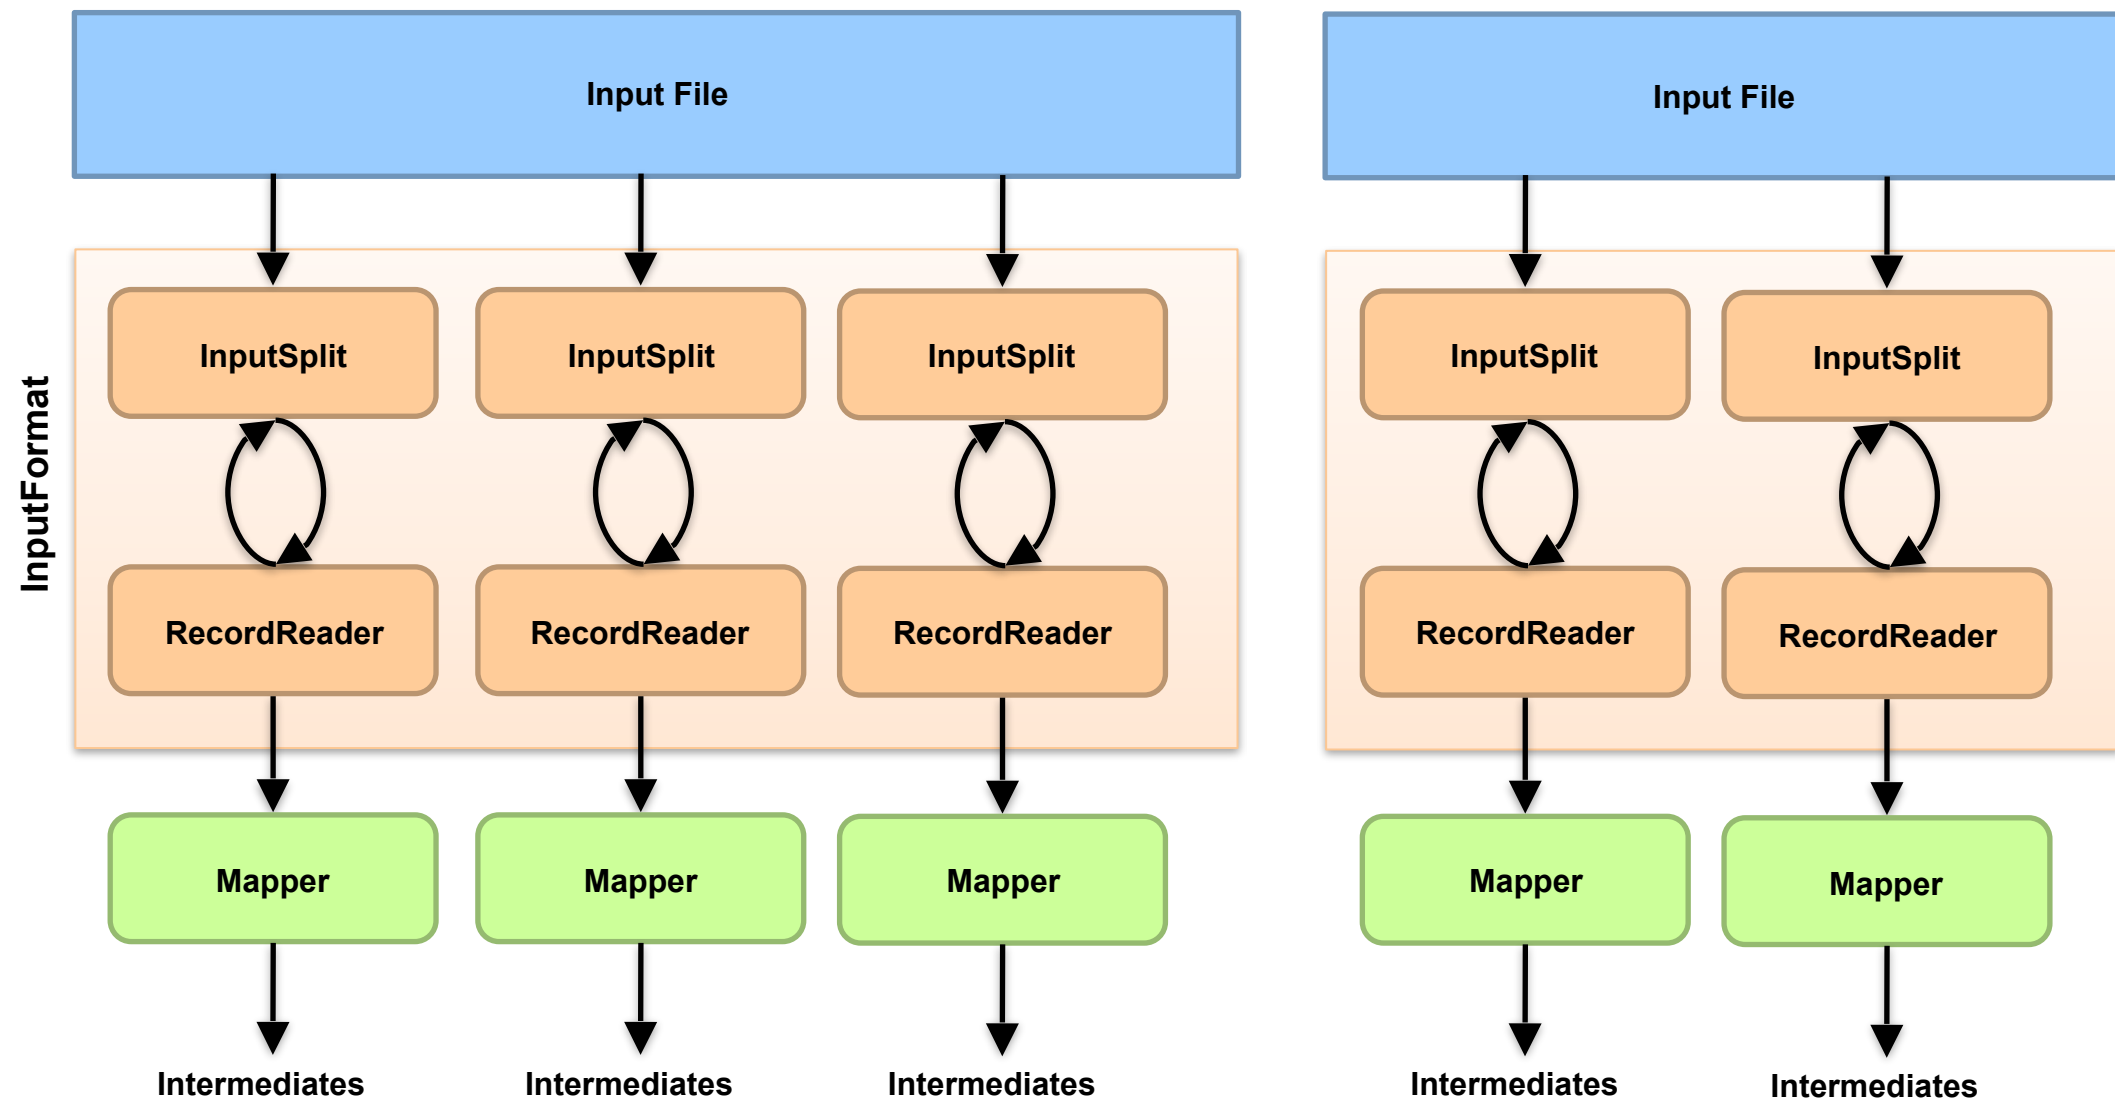 Input File
Input File
InputFormat
InputSplit
InputSplit
InputSplit
InputSplit
InputSplit
RecordReader
RecordReader
RecordReader
RecordReader
RecordReader
Mapper
Mapper
Mapper
Mapper
Mapper
Intermediates
Intermediates
Intermediates
Intermediates
Intermediates